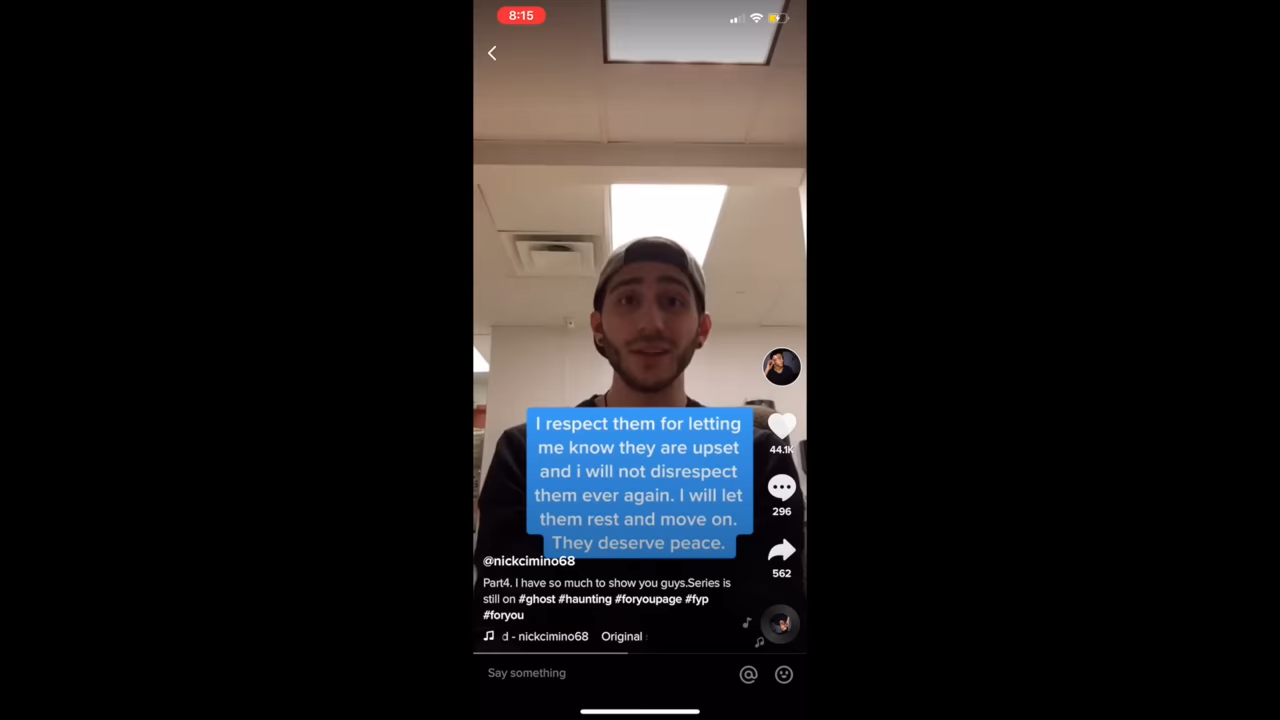 8:15
I respect them for letting
me know they are upset
and i will not disrespect
them ever again. I will let
them rest and move on.
They deserve peace.
44.1K
296
562
@nickcimino68
Part4. I have so much to show you guys.Series is
still on #ghost #haunting #foryoupage #fyp
#foryou
d - nickcimino68 Original
Say something